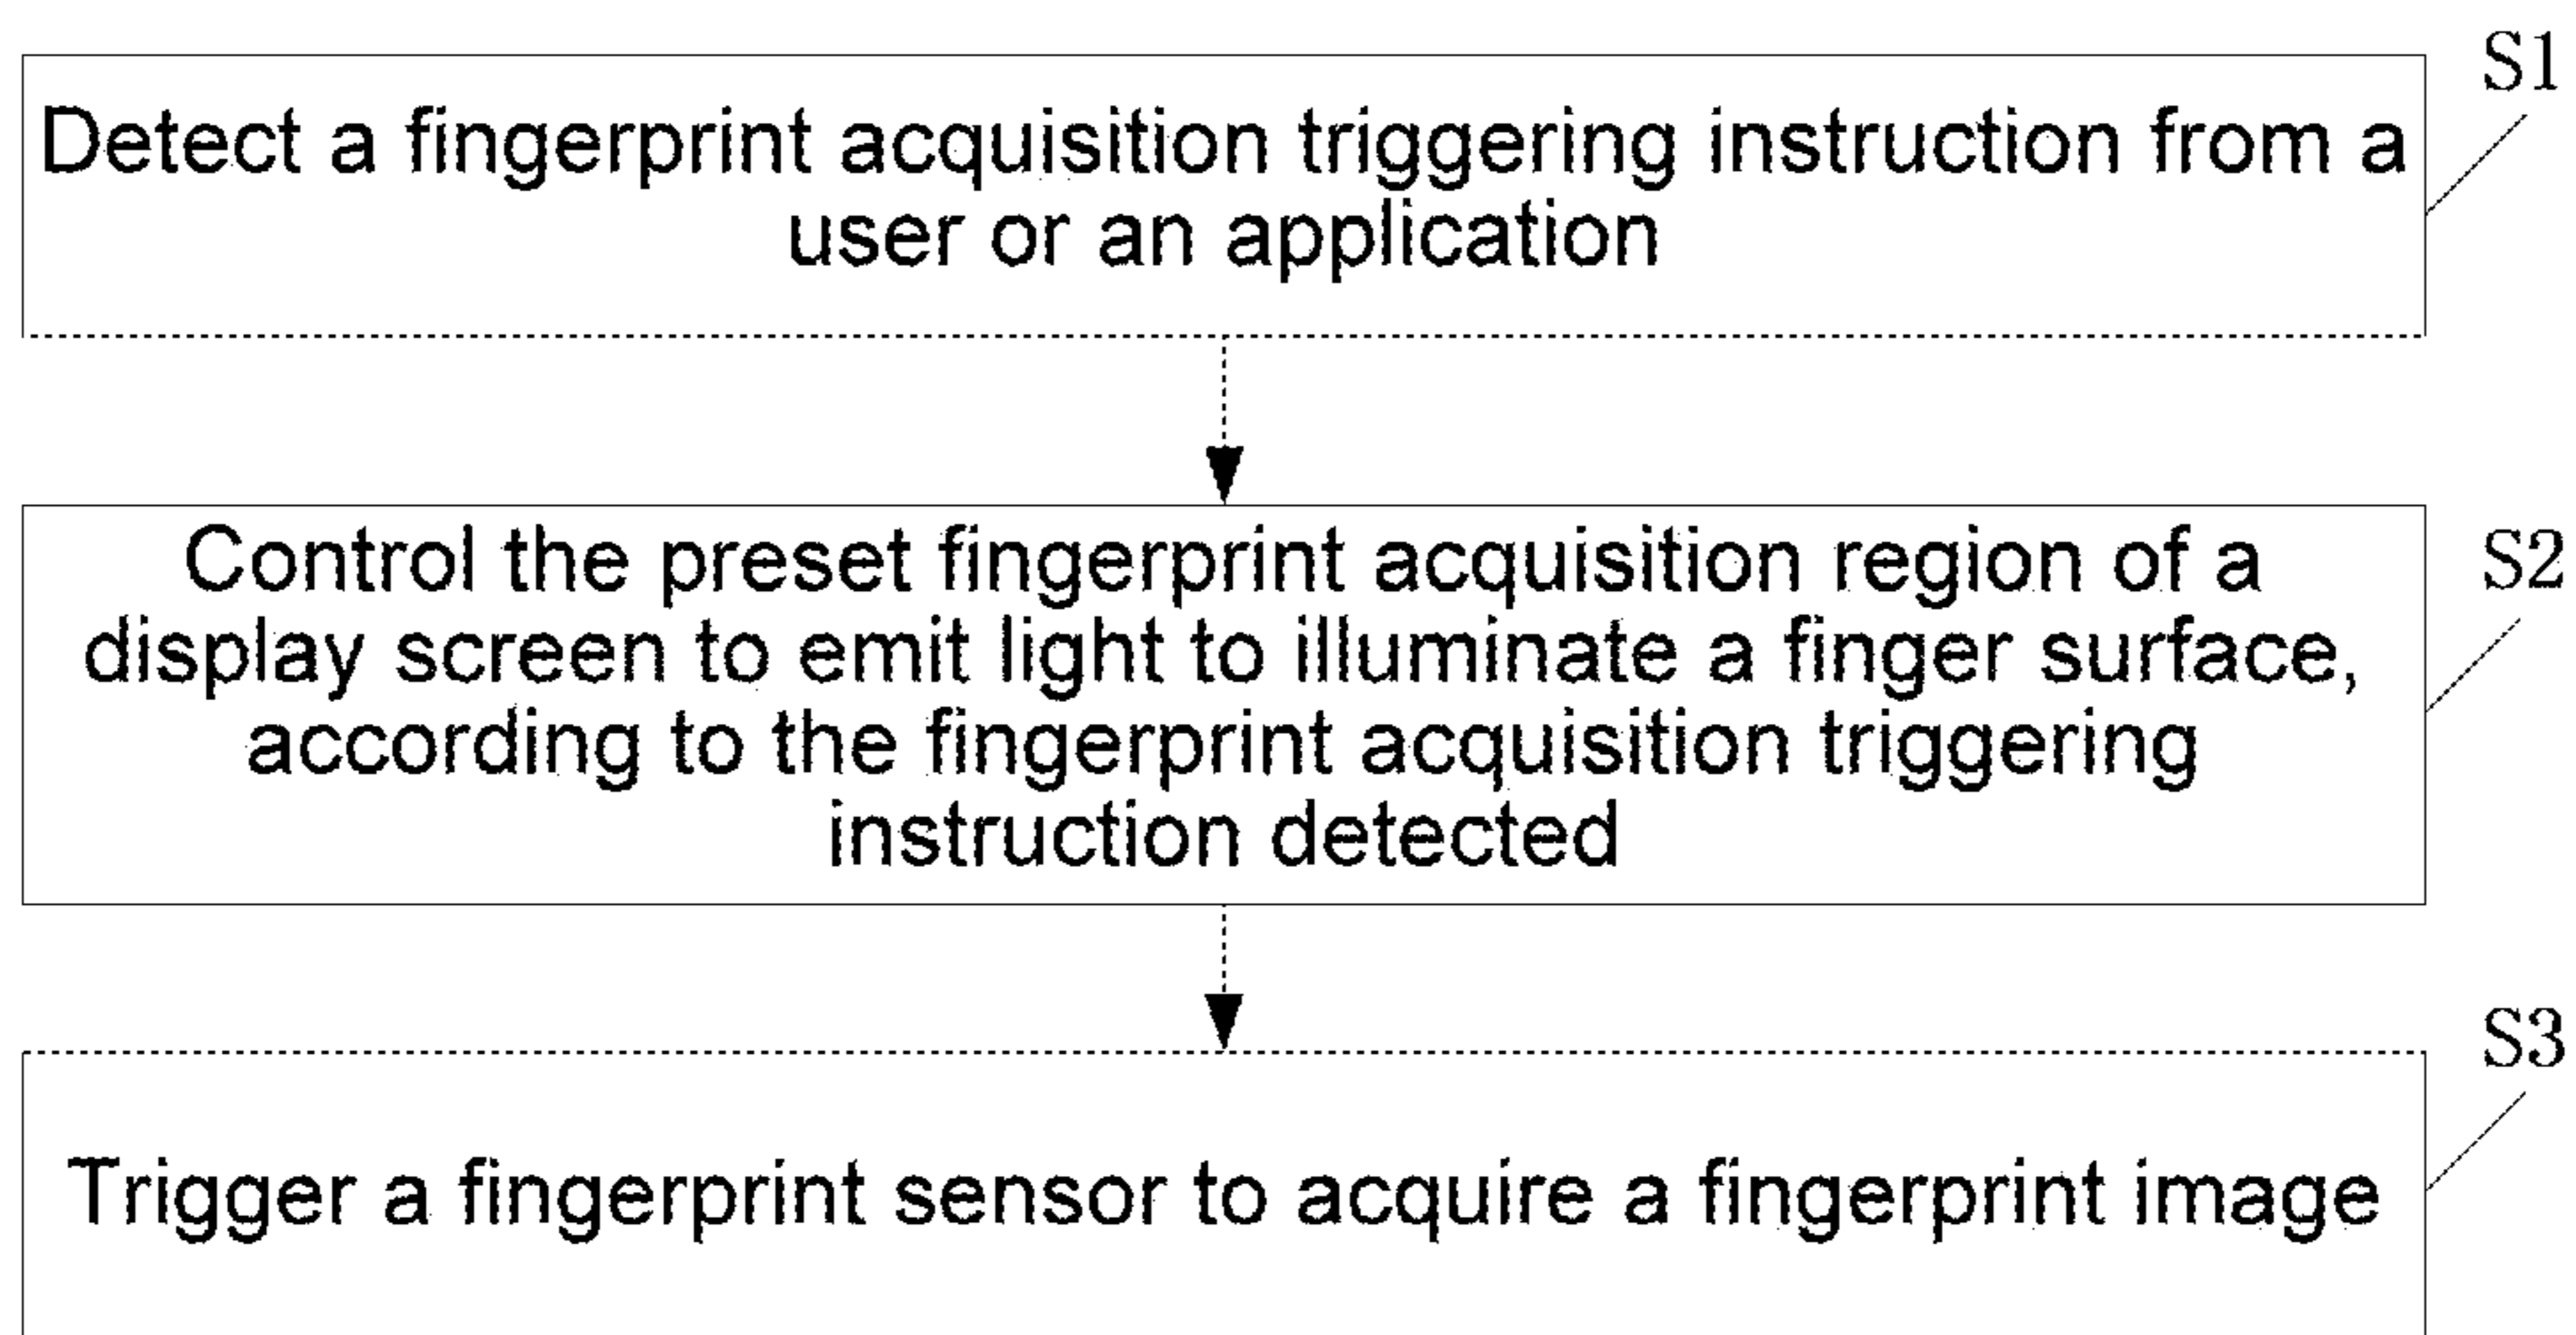 S1
Detect a fingerprint acquisition triggering instruction from a
user or an application
S2
Control the preset fingerprint acquisition region of a
display screen to emit light to illuminate a finger surface,
according to the fingerprint acquisition triggering
instruction detected
S3
Trigger a fingerprint sensor to acquire a fingerprint image